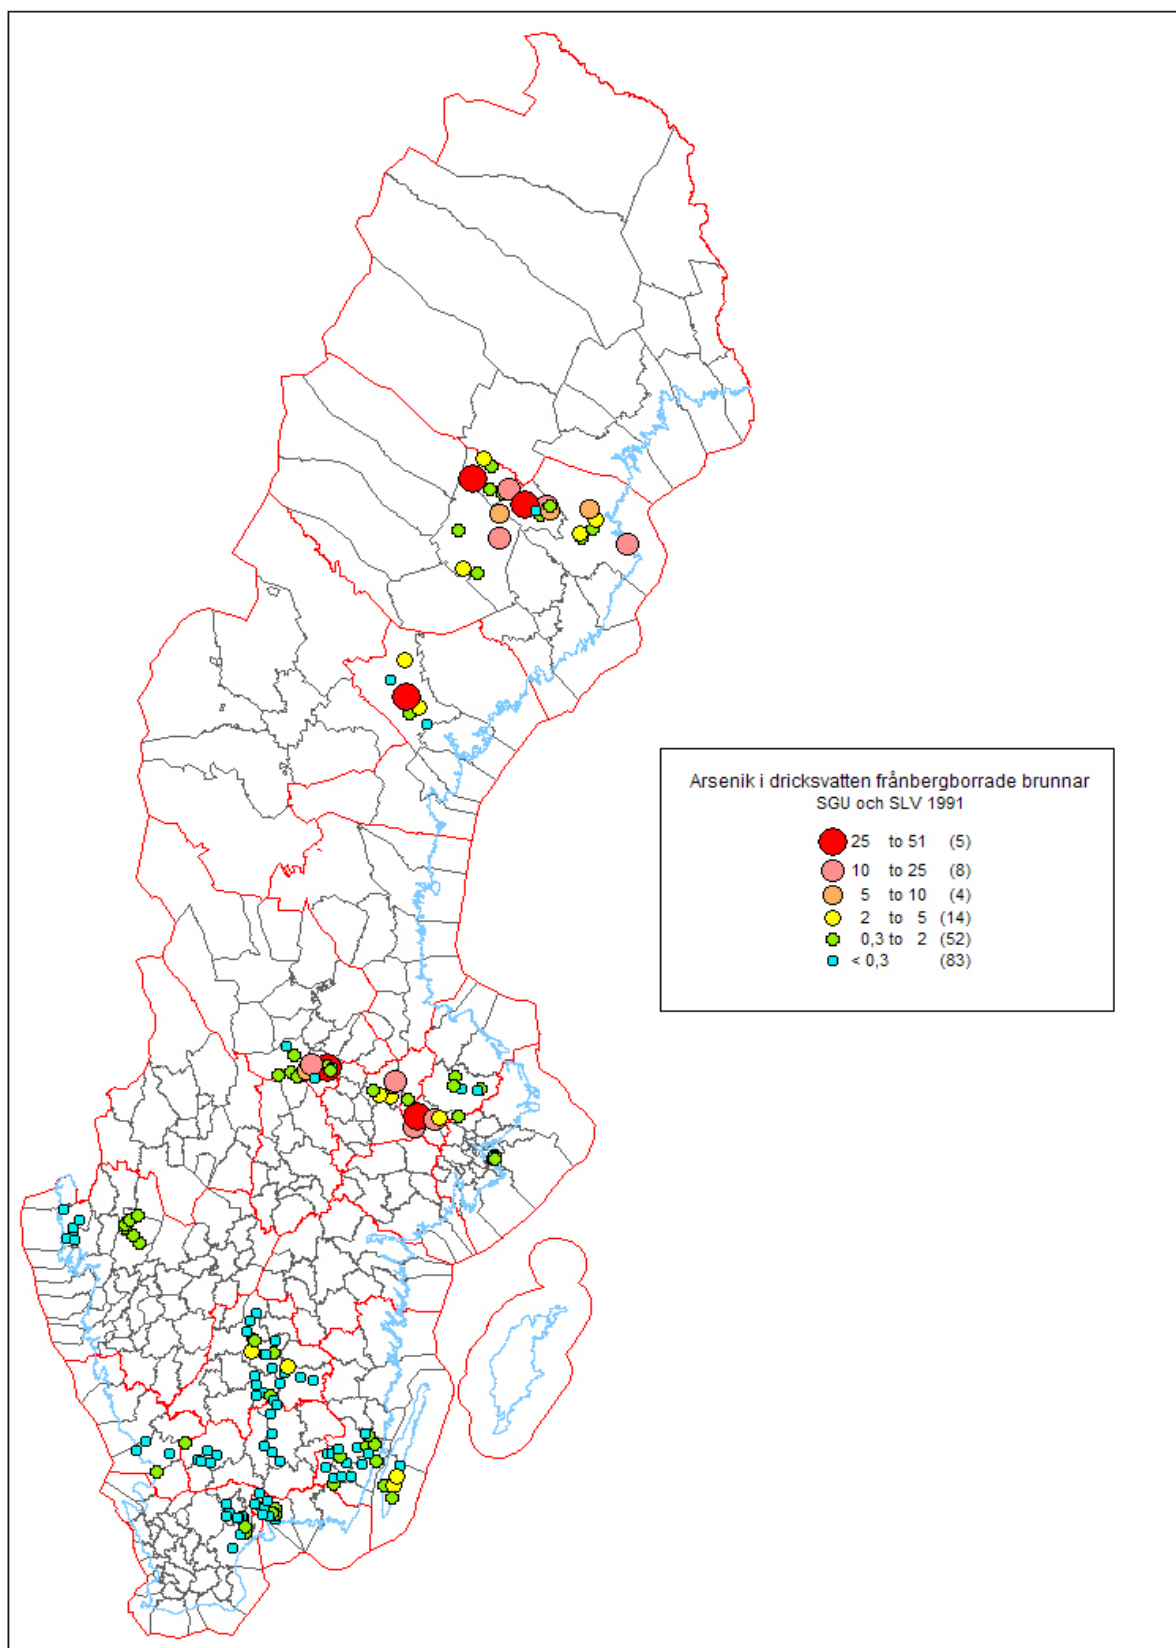 Arsenik i dricksvatten frånbergborrade brunnar
SGU och SLV 1991
25 to 51 (5)
10 to 25 (8)
5 to 10 (4)
2 to 5 (14)
0,3 to 2 (52)
< 0,3 (83)